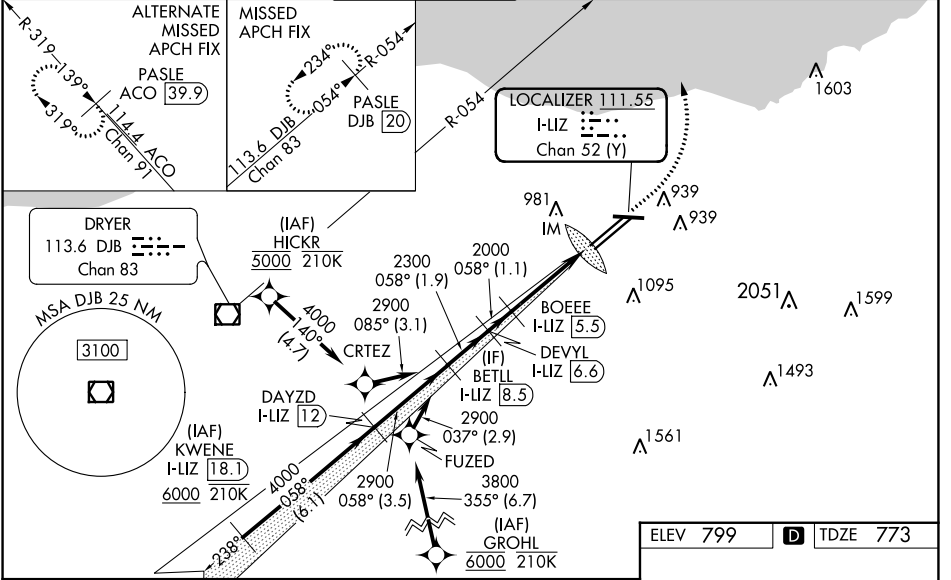 ALTERNATE
MISSED
APCH FIX
R-319
139°
319°
PASLE
ACO 39.9
114.4 ACO
Chan 91
MISSED
APCH FIX
R-054
234°
054°
PASLE
DJB 20
113.6 DJB
Chan 83
R-054
LOCALIZER 111.55
I-LIZ
Chan 52 (Y)
1603
981
939
939
IM
DRYER
113.6 DJB
Chan 83
(IAF)
HICKR
5000 210K
2300
058° (1.9)
2000
058° (1.1)
4000
140°
(4.7)
2900
085° (3.1)
CRTEZ
BOEEE
I-LIZ 5.5
DEVYL
I-LIZ 6.6
(IF)
BETLL
I-LIZ 8.5
1095
2051
1599
1493
1561
MSA DJB 25 NM
3100
DAYZD
I-LIZ 12
2900
037° (2.9)
FUZED
(IAF)
KWENE
I-LIZ 18.1
6000 210K
4000
058°
(6.1)
238°
2900
058° (3.5)
3800
355° (6.7)
(IAF)
GROHL
6000 210K
ELEV 799 D TDZE 773